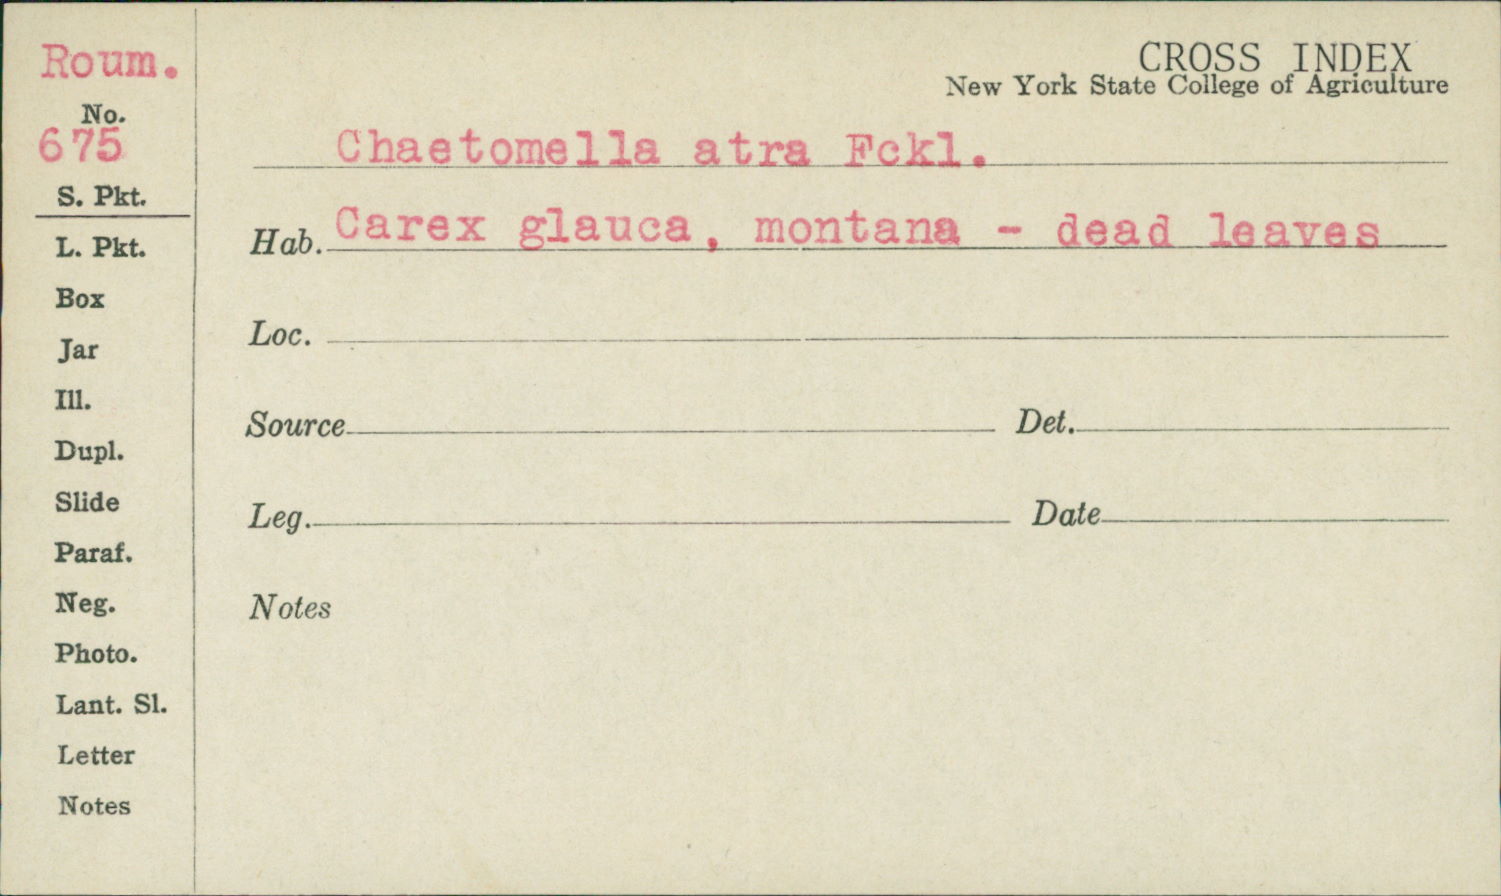 Roum.
No.
675
S. Pkt.
L. Pkt.
Box
Jar
Ill.
Dupl.
Slide
Paraf.
Neg.
Photo.
Lant. Sl.
Letter
Notes
CROSS INDEX
New York State College of Agriculture
Chaetomella atra Fckl.
Hab. Carex glauca, montana - dead leaves
Loc.
Source Det.
Leg. Date
Notes